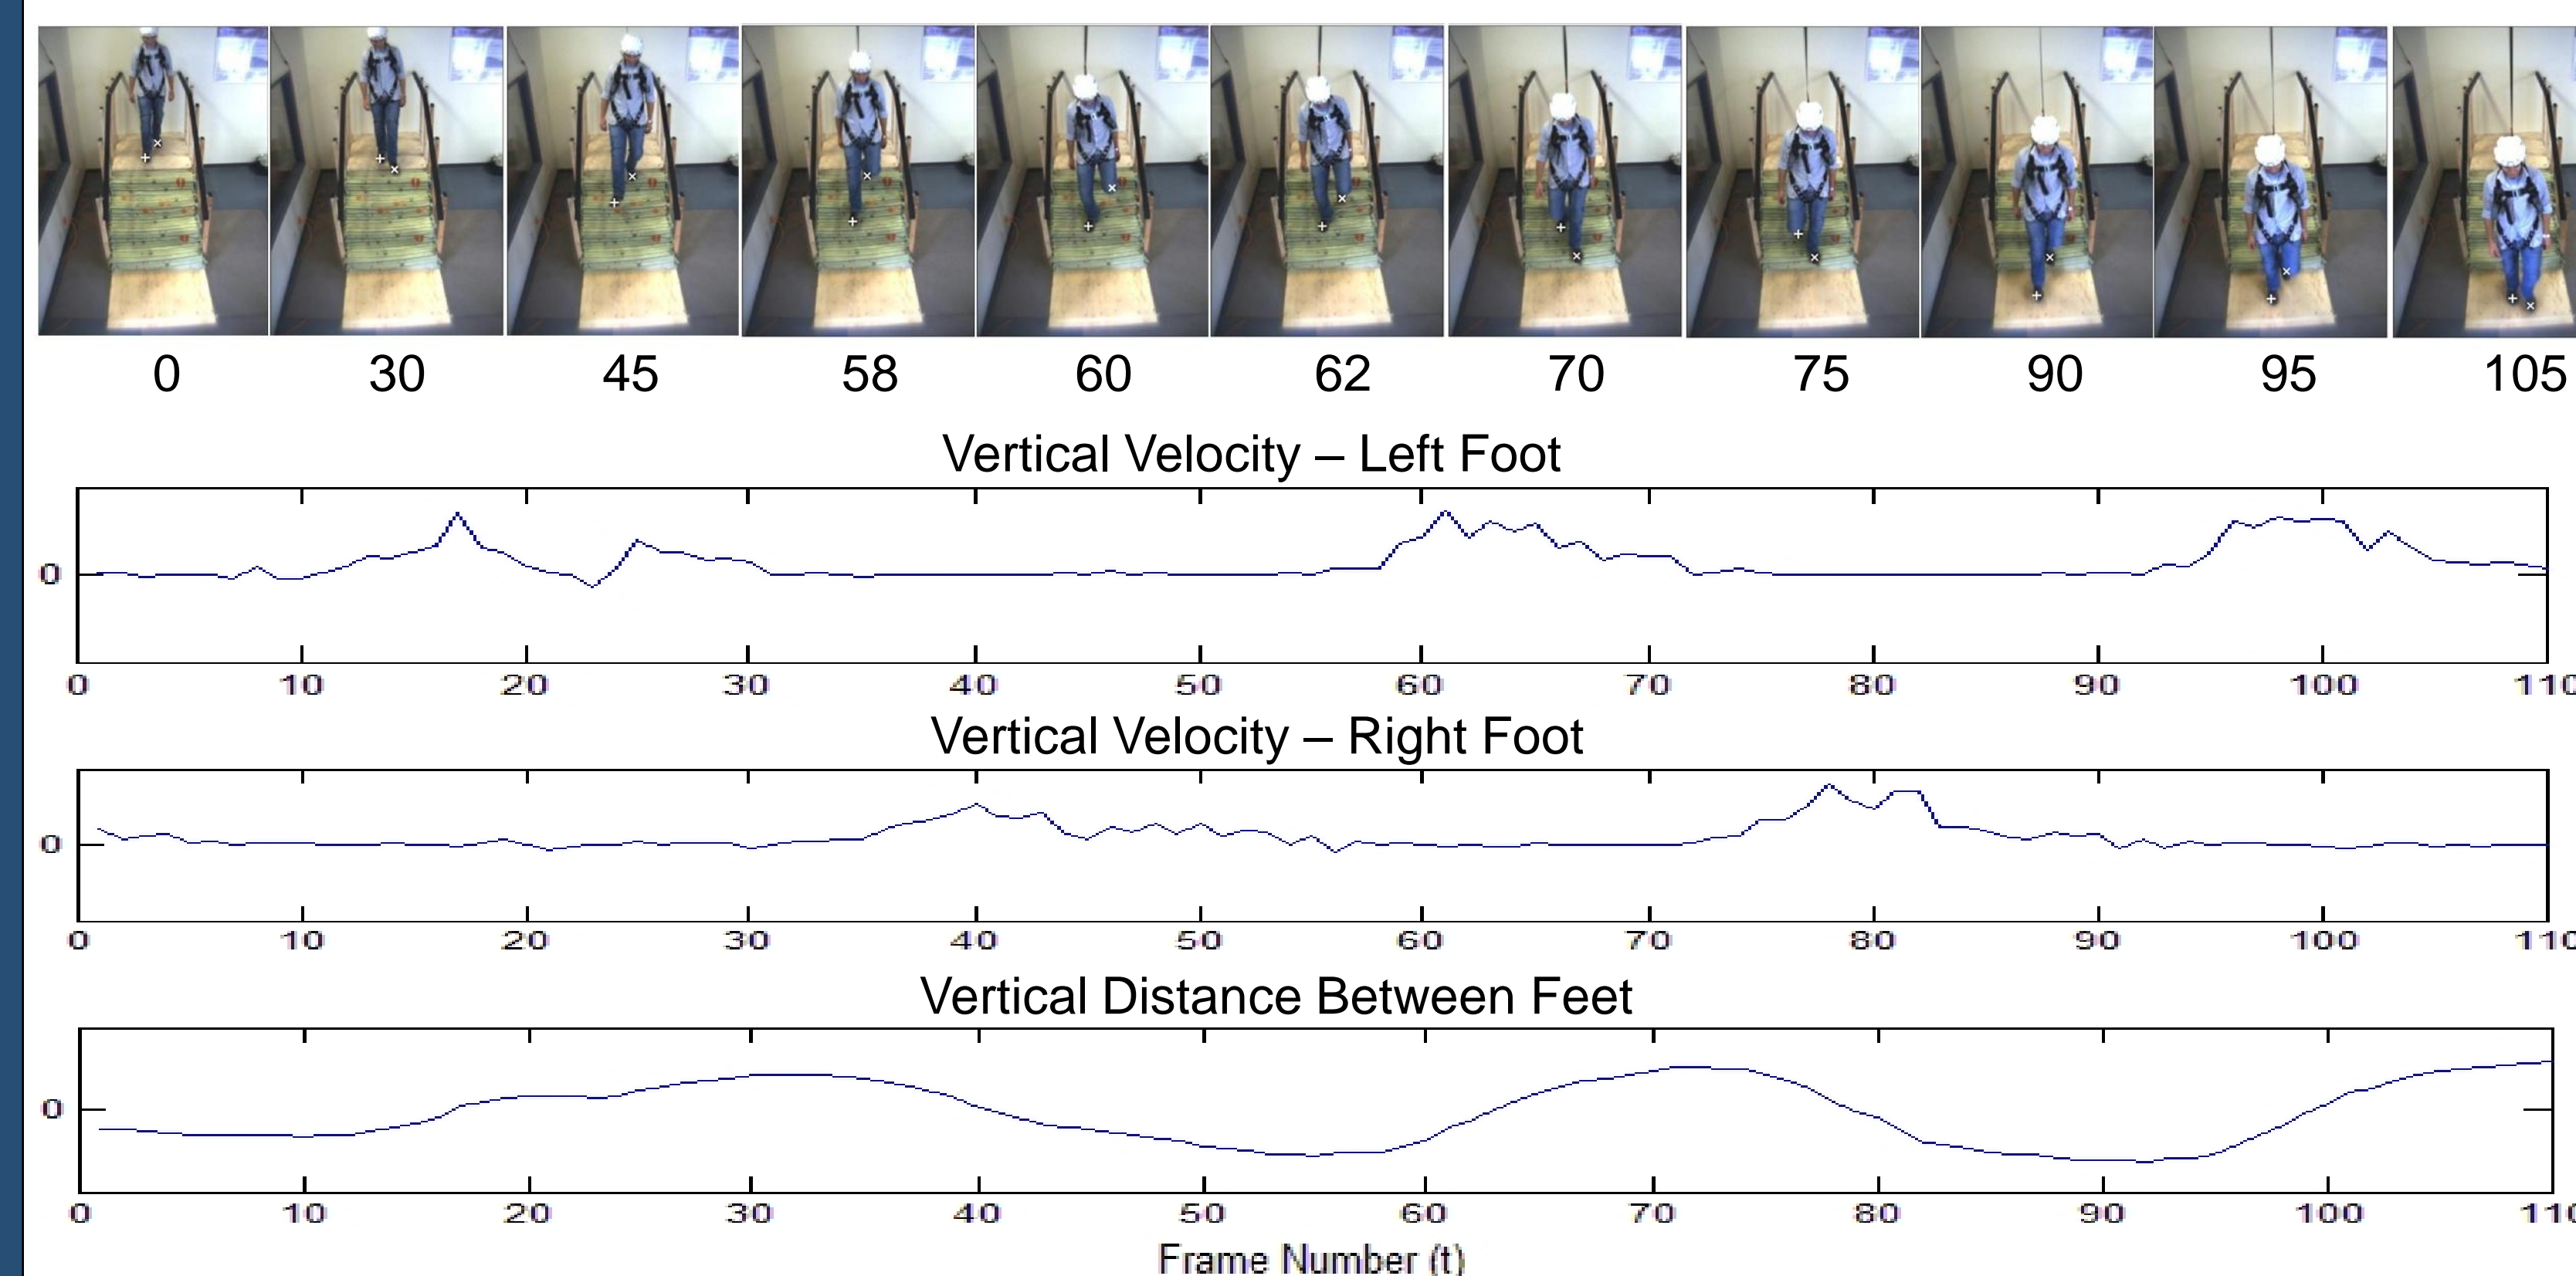 0 30 45 58 60 62 70 75 90 95 105
Vertical Velocity – Left Foot
0
0 10 20 30 40 50 60 70 80 90 100 110
Vertical Velocity – Right Foot
0
0 10 20 30 40 50 60 70 80 90 100 110
Vertical Distance Between Feet
0
0 10 20 30 40 50 60 70 80 90 100 110
Frame Number (t)